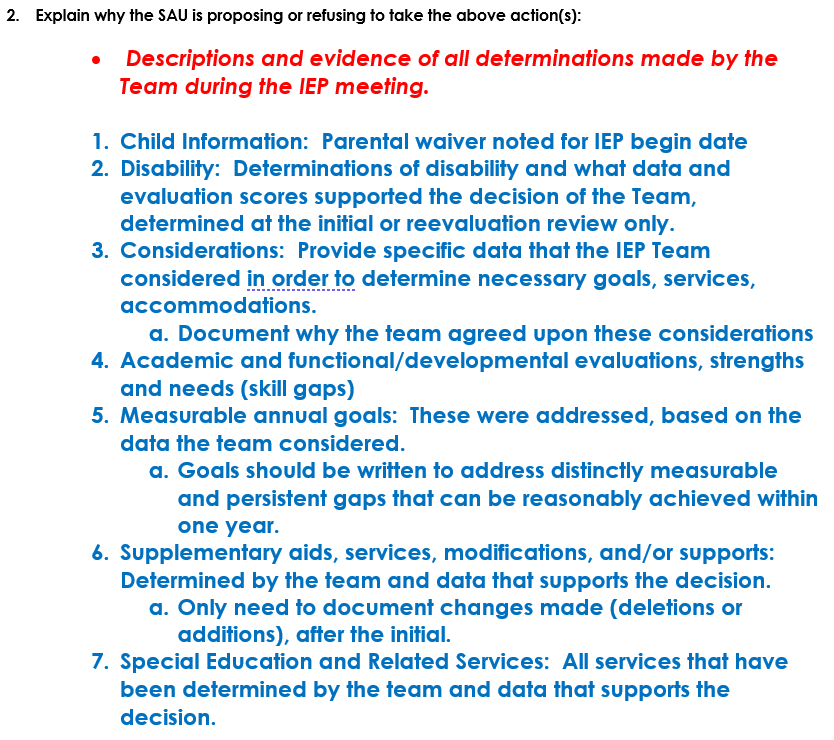 2. Explain why the SAU is proposing or refusing to take the above action(s):
• Descriptions and evidence of all determinations made by the
Team during the IEP meeting.
1. Child Information: Parental waiver noted for IEP begin date
2. Disability: Determinations of disability and what data and
evaluation scores supported the decision of the Team,
determined at the initial or reevaluation review only.
3. Considerations: Provide specific data that the IEP Team
considered in order to determine necessary goals, services,
accommodations.
a. Document why the team agreed upon these considerations
4. Academic and functional/developmental evaluations, strengths
and needs (skill gaps)
5. Measurable annual goals: These were addressed, based on the
data the team considered.
a. Goals should be written to address distinctly measurable
and persistent gaps that can be reasonably achieved within
one year.
6. Supplementary aids, services, modifications, and/or supports:
Determined by the team and data that supports the decision.
a. Only need to document changes made (deletions or
additions), after the initial.
7. Special Education and Related Services: All services that have
been determined by the team and data that supports the
decision.